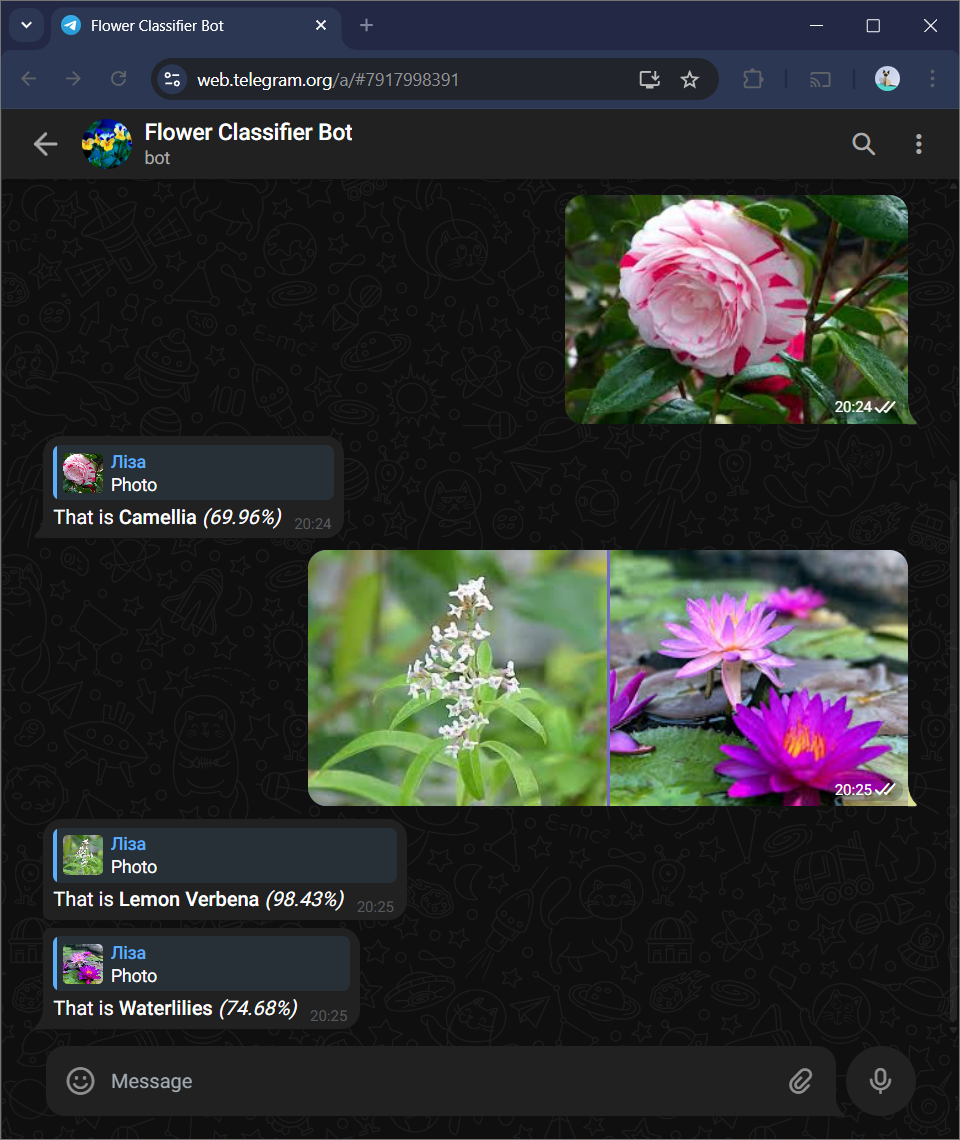 Flower Classifier Bot
web.telegram.org/a/#7917998391
Flower Classifier Bot
bot
20:24
Ліза
Photo
That is Camellia (69.96%) 20:24
20:25
Ліза
Photo
That is Lemon Verbena (98.43%) 20:25
Ліза
Photo
That is Waterlilies (74.68%) 20:25
Message